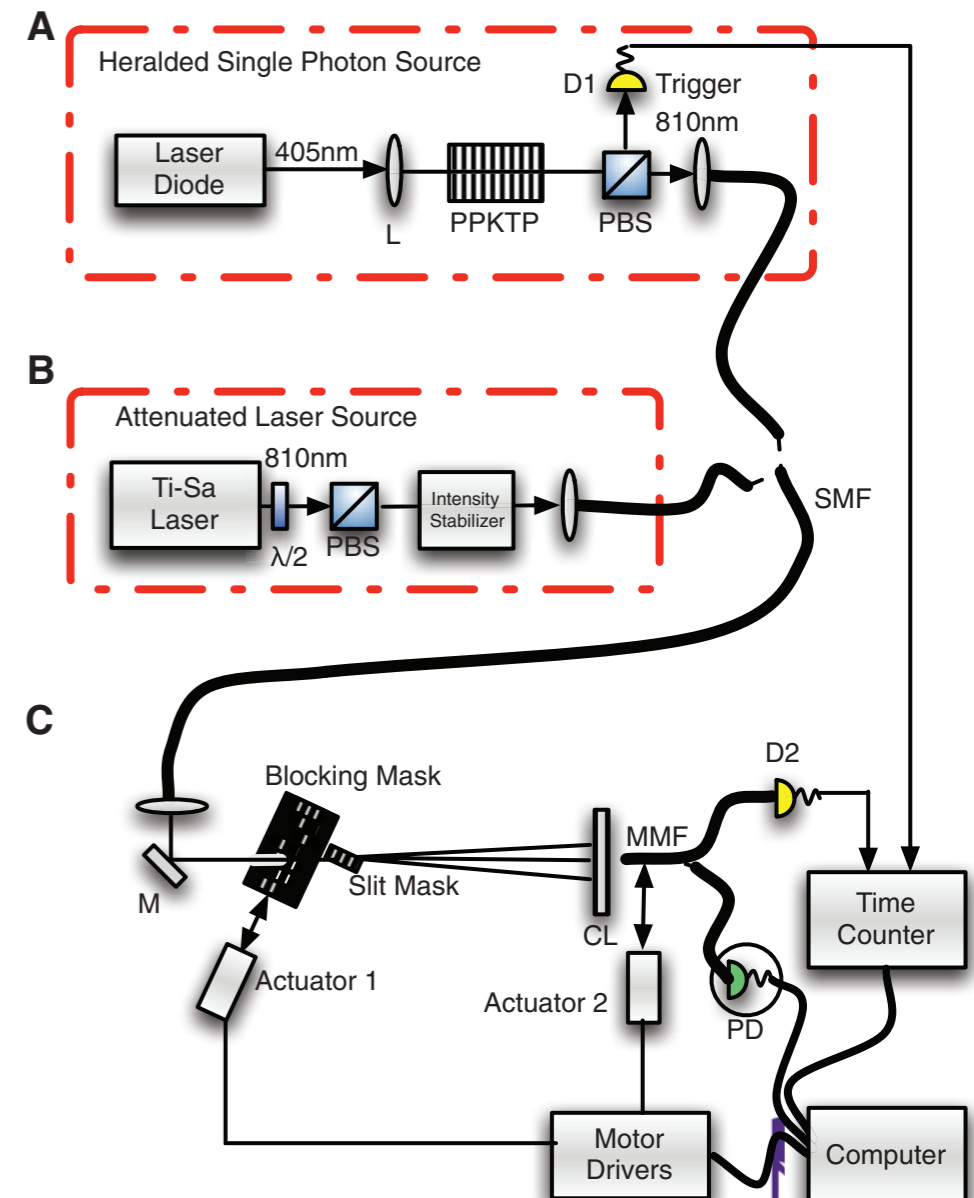 A
Heralded Single Photon Source
D1
Trigger
810nm
Laser
Diode
405nm
L
PPKTP
PBS
B
Attenuated Laser Source
810nm
Ti-Sa
Laser
λ/2
PBS
Intensity
Stabilizer
SMF
C
D2
Blocking Mask
MMF
Slit Mask
M
CL
Time
Counter
Actuator 1
Actuator 2
PD
Motor
Drivers
Computer